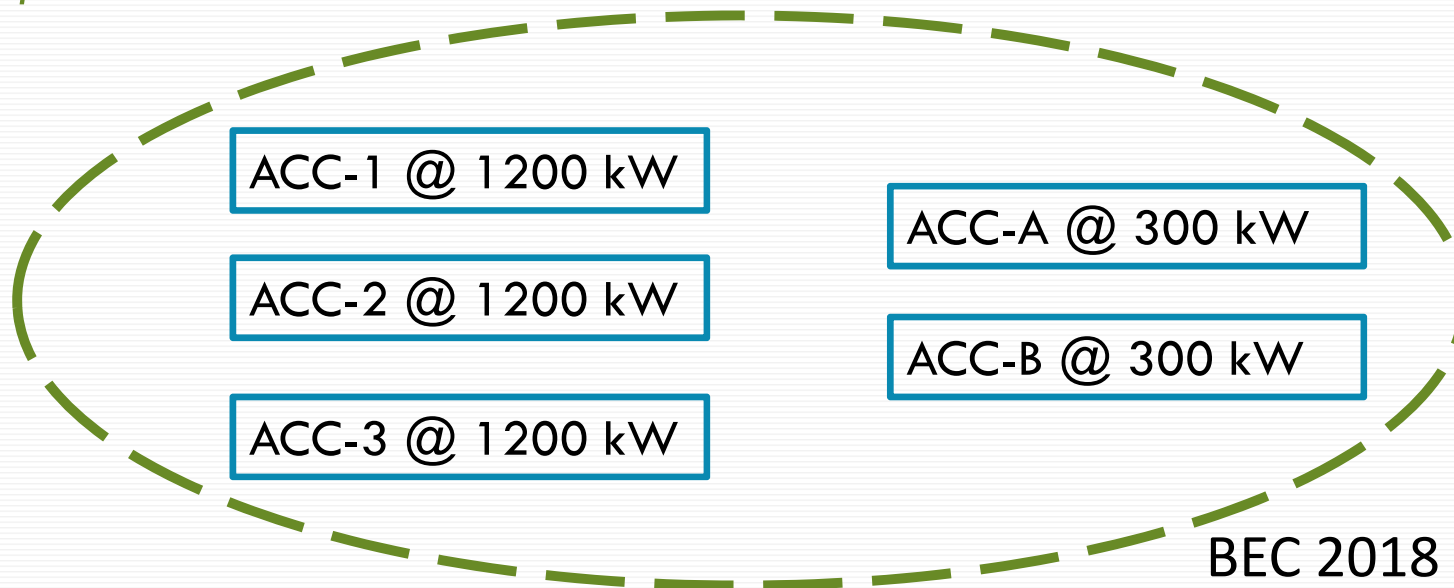 ACC-1 @ 1200 kW
ACC-2 @ 1200 kW
ACC-3 @ 1200 kW
ACC-A @ 300 kW
ACC-B @ 300 kW
BEC 2018